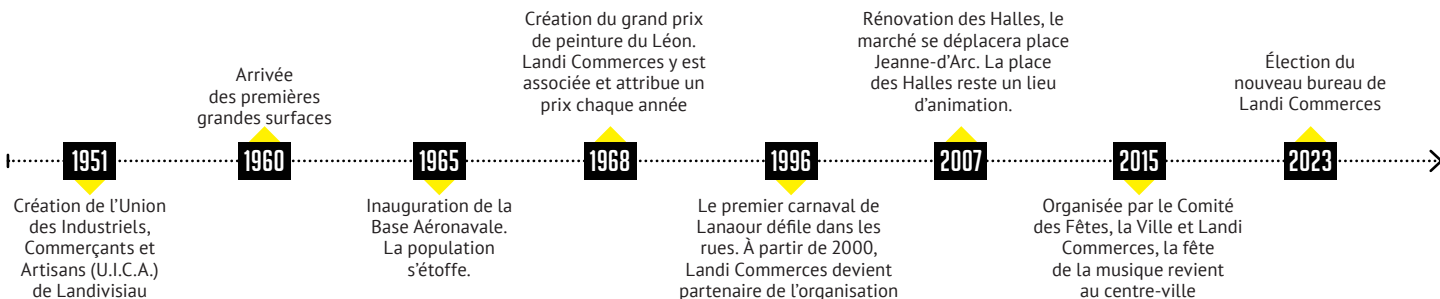 1951
Création de l’Union
des Industriels,
Commerçants et
Artisans (U.I.C.A.)
de Landivisiau
Arrivée
des premières
grandes surfaces
1960
1965
Inauguration de la
Base Aéronavale.
La population
s’étoffe.
Création du grand prix
de peinture du Léon.
Landi Commerces y est
associée et attribue un
prix chaque année
1968
1996
Le premier carnaval de
Lanaour défile dans les
rues. À partir de 2000,
Landi Commerces devient
partenaire de l’organisation
Rénovation des Halles, le
marché se déplacera place
Jeanne-d’Arc. La place
des Halles reste un lieu
d’animation.
2007
2015
Organisée par le Comité
des Fêtes, la Ville et Landi
Commerces, la fête
de la musique revient
au centre-ville
Élection du
nouveau bureau de
Landi Commerces
2023